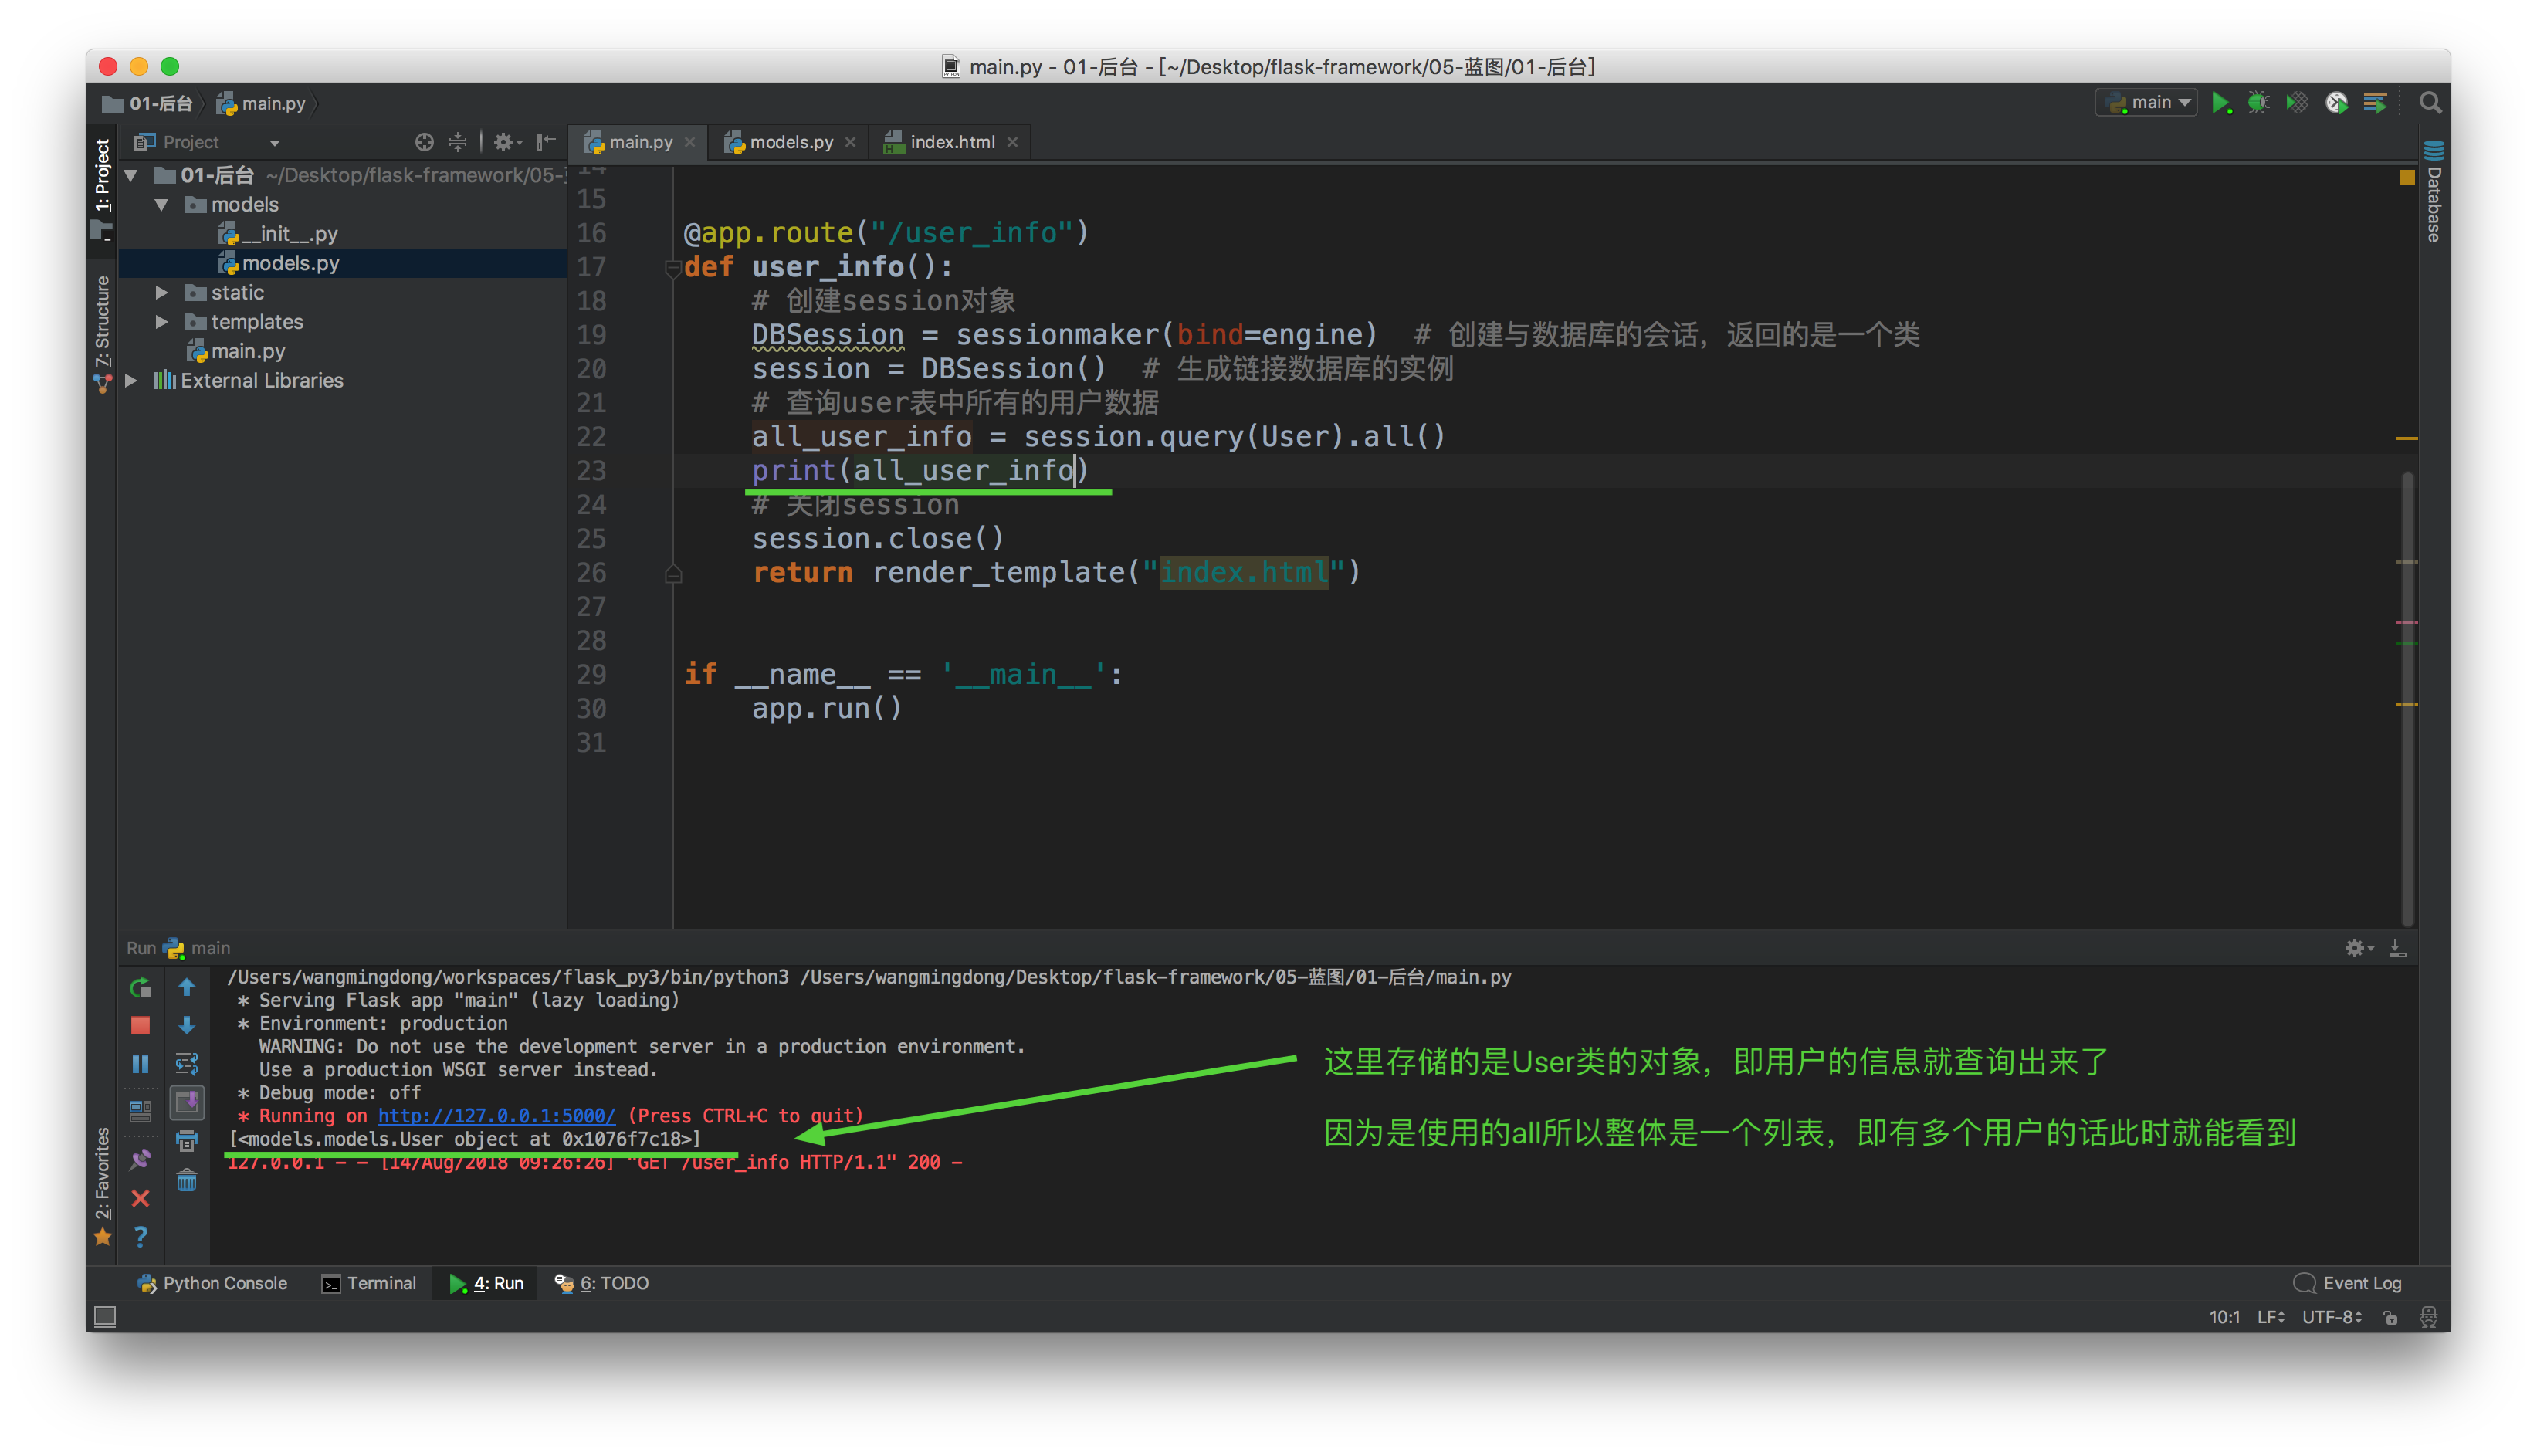 main.py - 01-后台 - [~/Desktop/flask-framework/05-蓝图/01-后台]
01-后台 main.py
main
1: Project
Project
main.py
models.py
index.html
Database
01-后台 ~/Desktop/flask-framework/05-
models
__init__.py
models.py
static
templates
main.py
External Libraries
Z: Structure
14
15
16 @app.route("/user_info")
17 def user_info():
18 # 创建session对象
19 DBSession = sessionmaker(bind=engine) # 创建与数据库的会话，返回的是一个类
20 session = DBSession() # 生成链接数据库的实例
21 # 查询user表中所有的用户数据
22 all_user_info = session.query(User).all()
23 print(all_user_info)
24 # 关闭session
25 session.close()
26 return render_template("index.html")
27
28
29 if __name__ == '__main__':
30 app.run()
31
Run main
/Users/wangmingdong/workspaces/flask_py3/bin/python3 /Users/wangmingdong/Desktop/flask-framework/05-蓝图/01-后台/main.py
* Serving Flask app "main" (lazy loading)
* Environment: production
WARNING: Do not use the development server in a production environment.
Use a production WSGI server instead.
* Debug mode: off
* Running on http://127.0.0.1:5000/ (Press CTRL+C to quit)
[<models.models.User object at 0x1076f7c18>]
127.0.0.1 - - [14/Aug/2018 09:26:26] "GET /user_info HTTP/1.1" 200 -
这里存储的是User类的对象，即用户的信息就查询出来了
因为是使用的all所以整体是一个列表，即有多个用户的话此时就能看到
2: Favorites
Python Console
Terminal
4: Run
6: TODO
Event Log
10:1 LF UTF-8